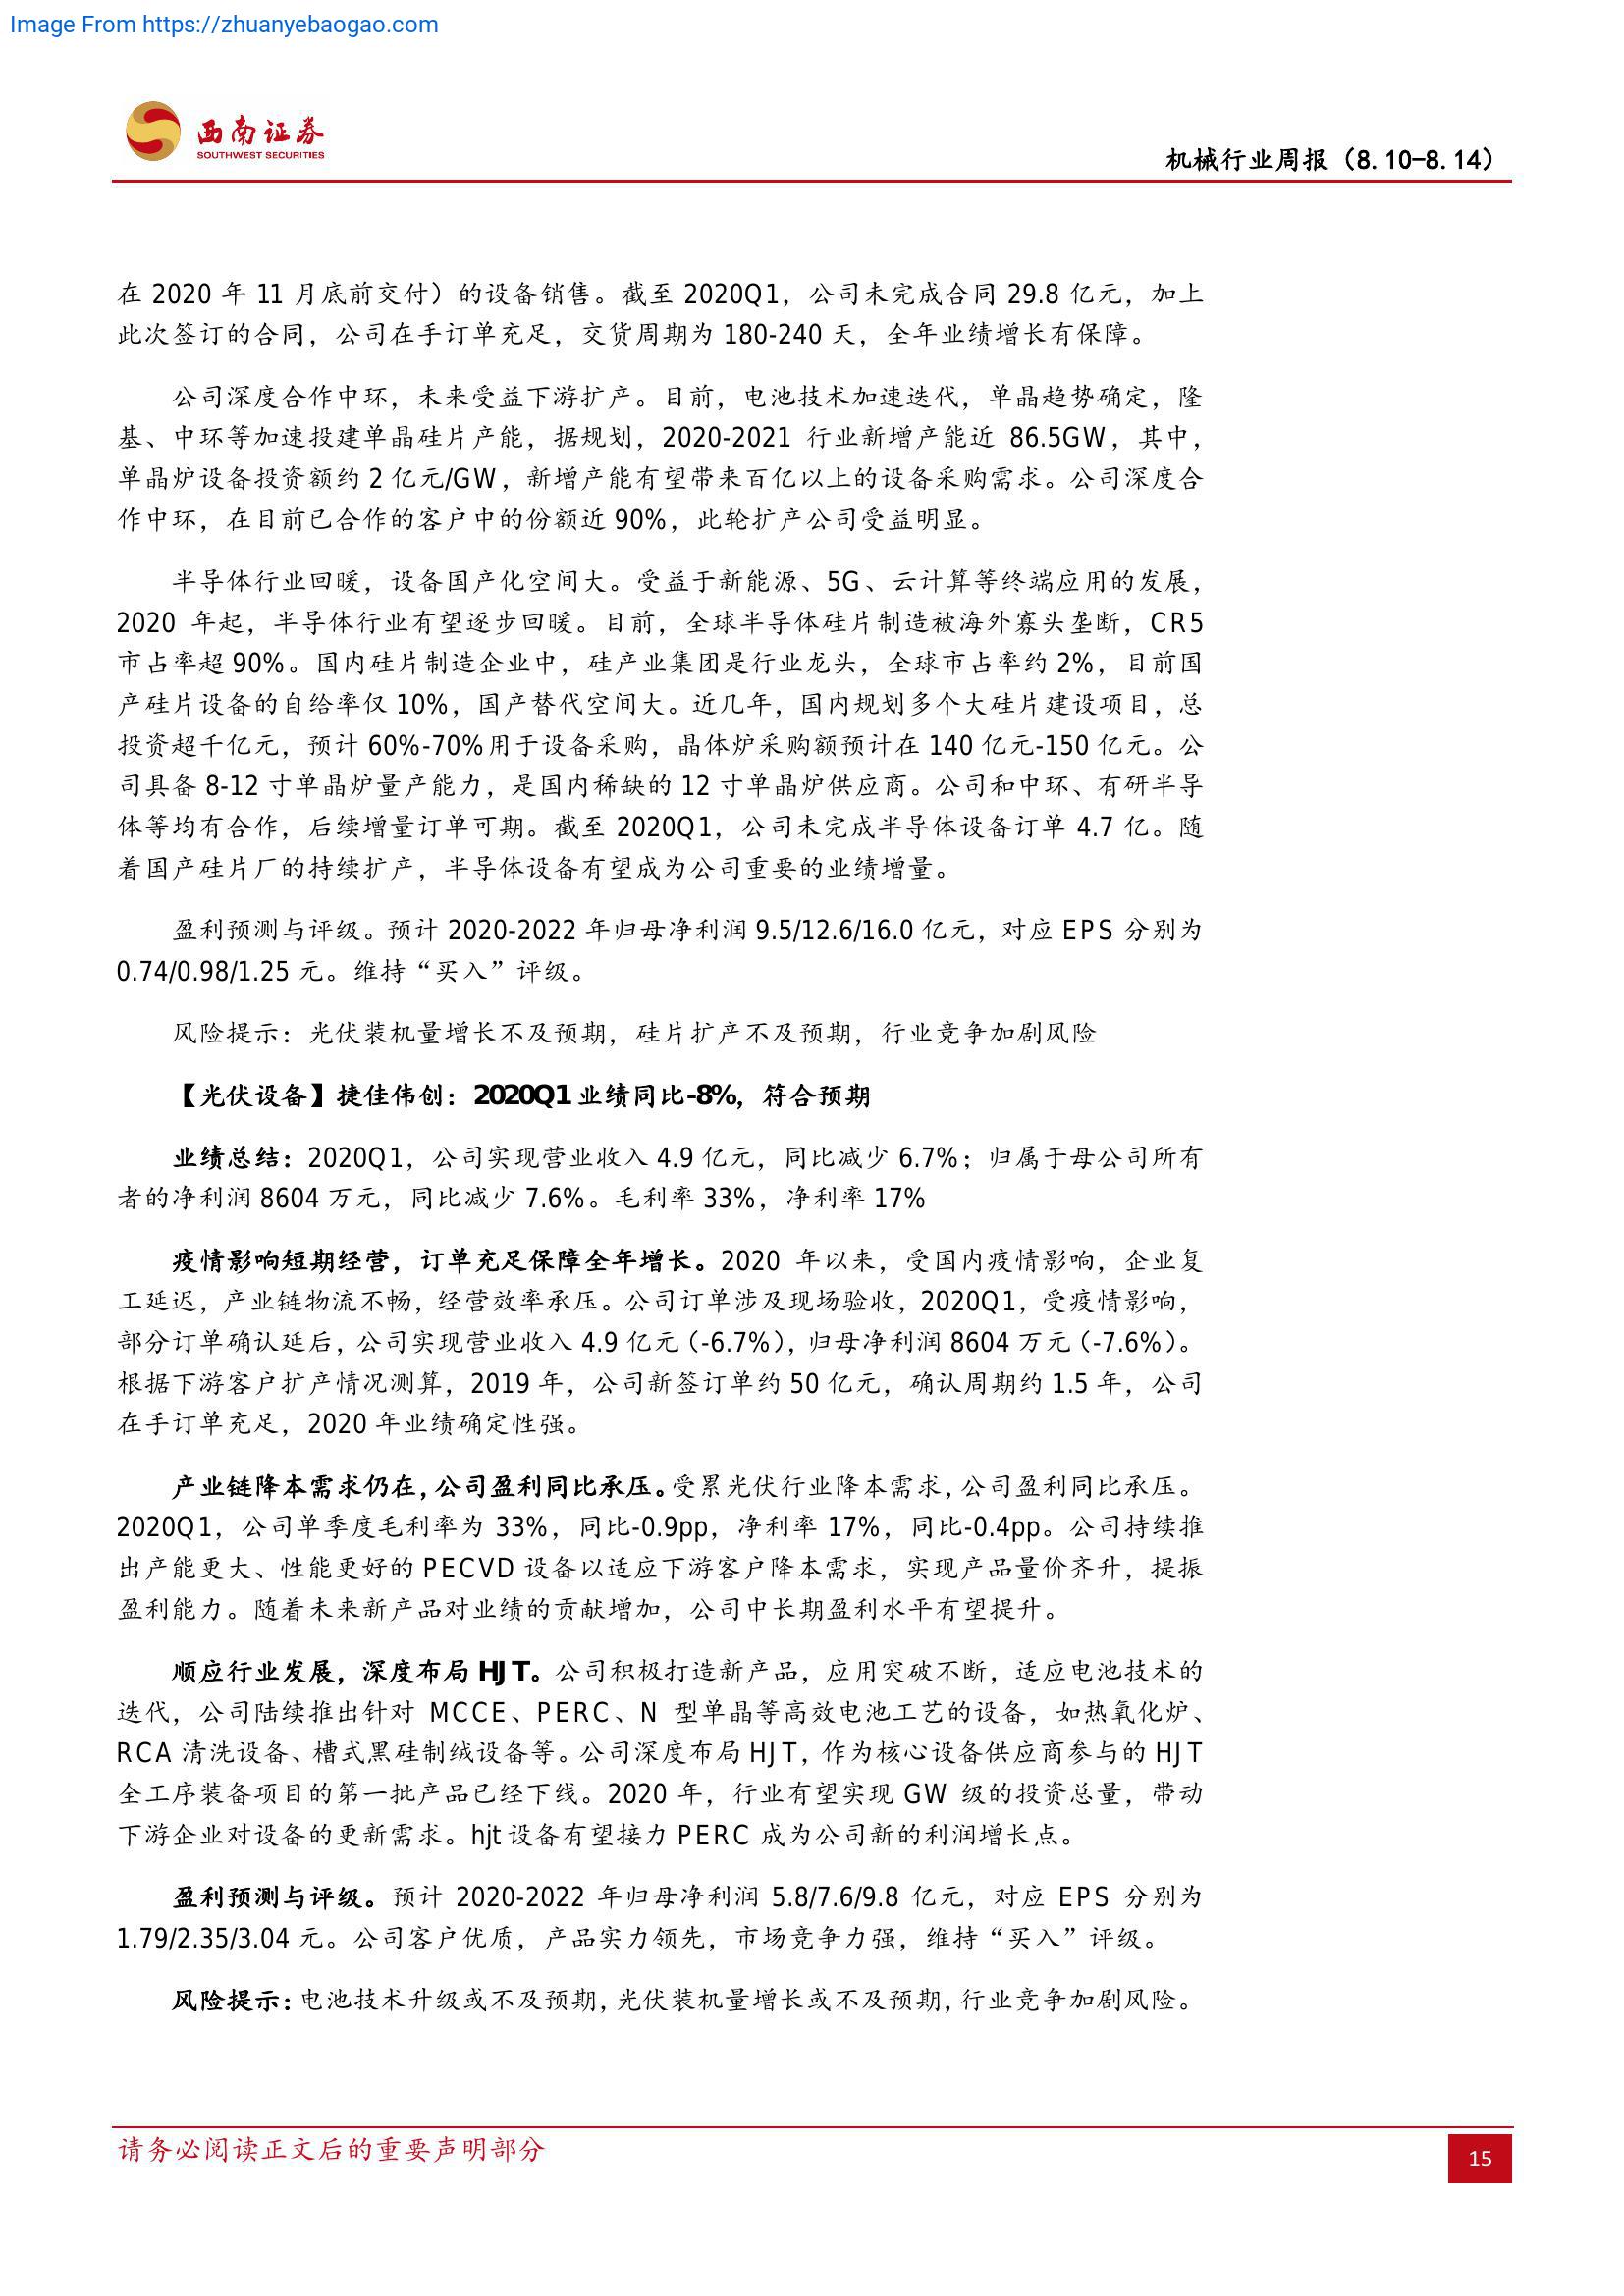 Image From https://zhuanyebaogao.com
西南证券
SOUTHWEST SECURITIES
机械行业周报（8.10-8.14）
在 2020 年 11 月底前交付）的设备销售。截至 2020Q1，公司未完成合同 29.8 亿元，加上
此次签订的合同，公司在手订单充足，交货周期为 180-240 天，全年业绩增长有保障。
公司深度合作中环，未来受益下游扩产。目前，电池技术加速迭代，单晶趋势确定，隆
基、中环等加速投建单晶硅片产能，据规划，2020-2021 行业新增产能近 86.5GW，其中，
单晶炉设备投资额约 2 亿元/GW，新增产能有望带来百亿以上的设备采购需求。公司深度合
作中环，在目前已合作的客户中的份额近 90%，此轮扩产公司受益明显。
半导体行业回暖，设备国产化空间大。受益于新能源、5G、云计算等终端应用的发展，
2020 年起，半导体行业有望逐步回暖。目前，全球半导体硅片制造被海外寡头垄断，CR5
市占率超 90%。国内硅片制造企业中，硅产业集团是行业龙头，全球市占率约 2%，目前国
产硅片设备的自给率仅 10%，国产替代空间大。近几年，国内规划多个大硅片建设项目，总
投资超千亿元，预计 60%-70%用于设备采购，晶体炉采购额预计在 140 亿元-150 亿元。公
司具备 8-12 寸单晶炉量产能力，是国内稀缺的 12 寸单晶炉供应商。公司和中环、有研半导
体等均有合作，后续增量订单可期。截至 2020Q1，公司未完成半导体设备订单 4.7 亿。随
着国产硅片厂的持续扩产，半导体设备有望成为公司重要的业绩增量。
盈利预测与评级。预计 2020-2022 年归母净利润 9.5/12.6/16.0 亿元，对应 EPS 分别为
0.74/0.98/1.25 元。维持“买入”评级。
风险提示：光伏装机量增长不及预期，硅片扩产不及预期，行业竞争加剧风险
【光伏设备】捷佳伟创：2020Q1 业绩同比-8%，符合预期
业绩总结：2020Q1，公司实现营业收入 4.9 亿元，同比减少 6.7%；归属于母公司所有
者的净利润 8604 万元，同比减少 7.6%。毛利率 33%，净利率 17%
疫情影响短期经营，订单充足保障全年增长。2020 年以来，受国内疫情影响，企业复
工延迟，产业链物流不畅，经营效率承压。公司订单涉及现场验收，2020Q1，受疫情影响，
部分订单确认延后，公司实现营业收入 4.9 亿元（-6.7%），归母净利润 8604 万元（-7.6%）。
根据下游客户扩产情况测算，2019 年，公司新签订单约 50 亿元，确认周期约 1.5 年，公司
在手订单充足，2020 年业绩确定性强。
产业链降本需求仍在，公司盈利同比承压。受累光伏行业降本需求，公司盈利同比承压。
2020Q1，公司单季度毛利率为 33%，同比-0.9pp，净利率 17%，同比-0.4pp。公司持续推
出产能更大、性能更好的 PECVD 设备以适应下游客户降本需求，实现产品量价齐升，提振
盈利能力。随着未来新产品对业绩的贡献增加，公司中长期盈利水平有望提升。
顺应行业发展，深度布局 HJT。公司积极打造新产品，应用突破不断，适应电池技术的
迭代，公司陆续推出针对 MCCE、PERC、N 型单晶等高效电池工艺的设备，如热氧化炉、
RCA 清洗设备、槽式黑硅制绒设备等。公司深度布局 HJT，作为核心设备供应商参与的 HJT
全工序装备项目的第一批产品已经下线。2020 年，行业有望实现 GW 级的投资总量，带动
下游企业对设备的更新需求。hjt 设备有望接力 PERC 成为公司新的利润增长点。
盈利预测与评级。预计 2020-2022 年归母净利润 5.8/7.6/9.8 亿元，对应 EPS 分别为
1.79/2.35/3.04 元。公司客户优质，产品实力领先，市场竞争力强，维持“买入”评级。
风险提示：电池技术升级或不及预期，光伏装机量增长或不及预期，行业竞争加剧风险。
请务必阅读正文后的重要声明部分
15